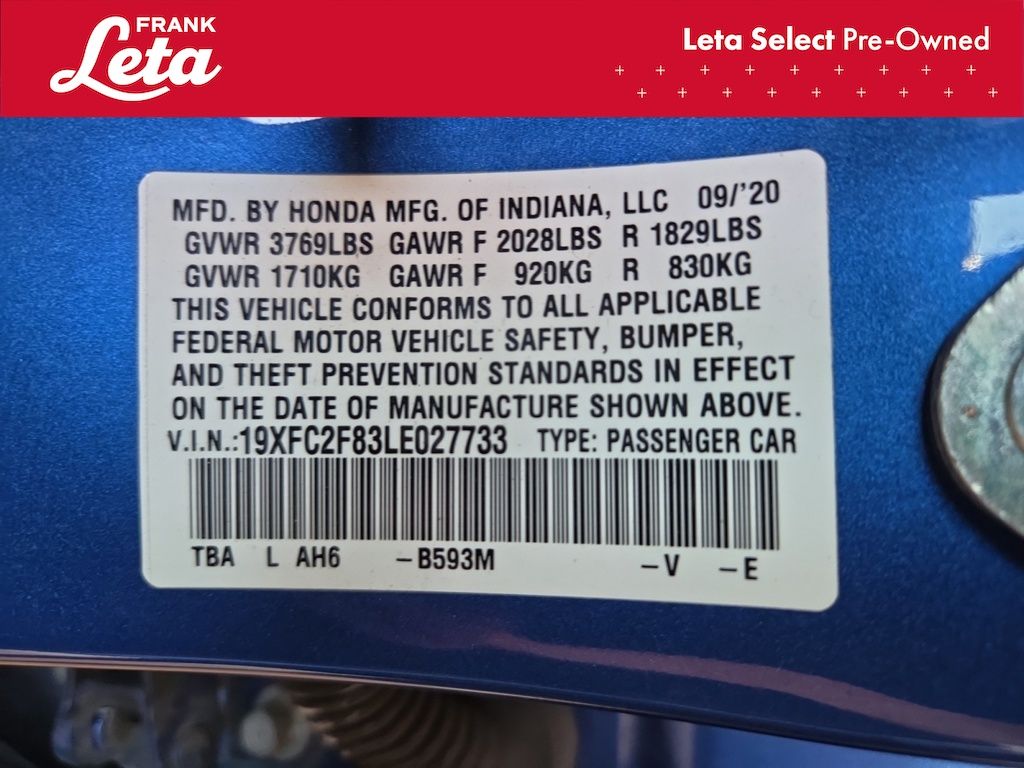 FRANK
Leta
Leta Select Pre-Owned
MFD. BY HONDA MFG. OF INDIANA, LLC 09/'20
GVWR 3769LBS GAWR F 2028LBS R 1829LBS
GVWR 1710KG GAWR F 920KG R 830KG
THIS VEHICLE CONFORMS TO ALL APPLICABLE
FEDERAL MOTOR VEHICLE SAFETY, BUMPER,
AND THEFT PREVENTION STANDARDS IN EFFECT
ON THE DATE OF MANUFACTURE SHOWN ABOVE.
V.I.N.:19XFC2F83LE027733 TYPE: PASSENGER CAR
TBA L AH6 –B593M –V –E